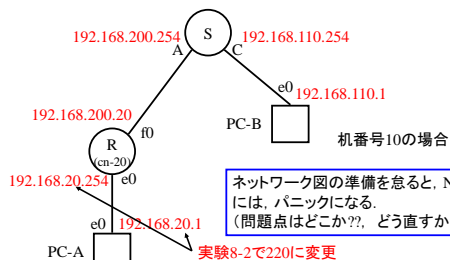 S
192.168.200.254
192.168.110.254
A
C
e0
192.168.110.1
PC-B
192.168.200.20
f0
機番号10の場合
R
(cn-20)
e0
192.168.20.254
ネットワーク図の準備を怠ると, N
には, パニックになる.
(問題点はどこか??, どう直すか
e0
192.168.20.1
PC-A
実験8-2で220に変更